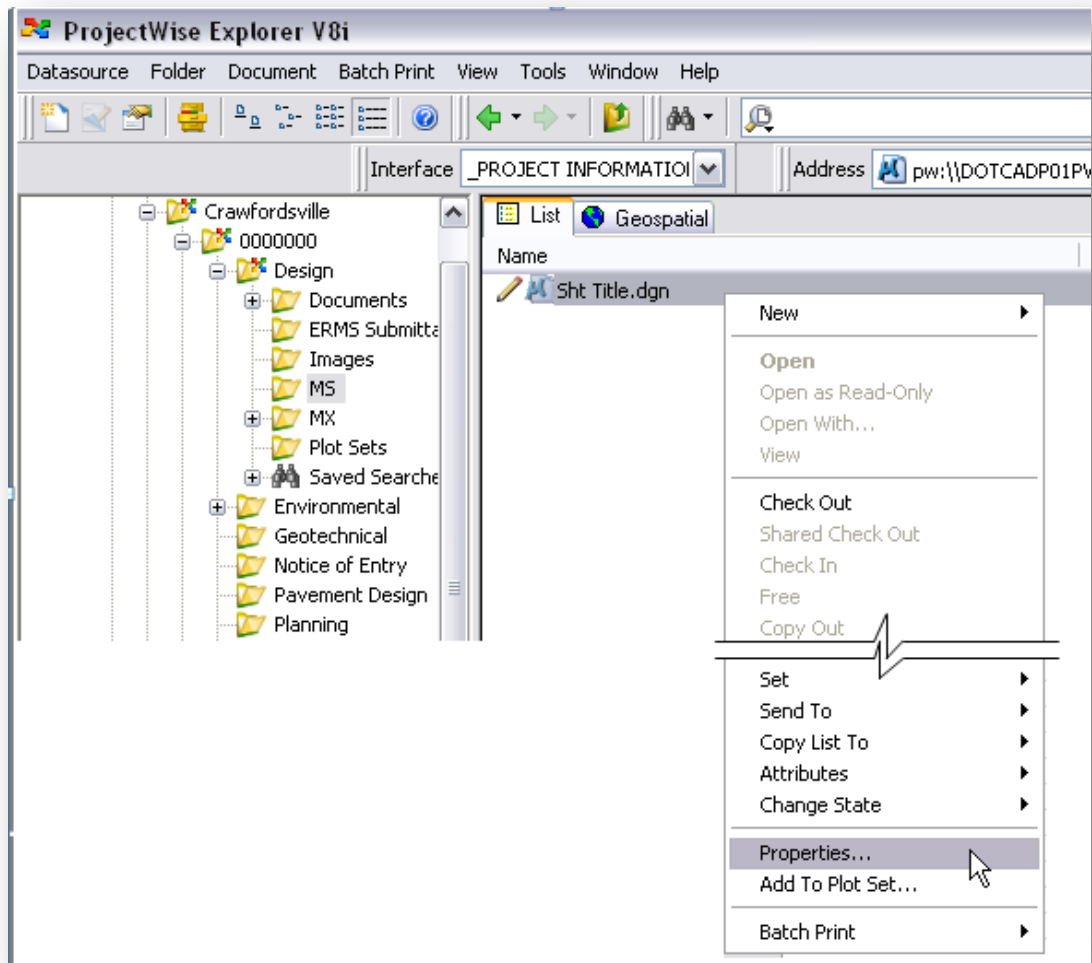 ProjectWise Explorer V8i
Datasource Folder Document Batch Print View Tools Window Help
Interface _PROJECT INFORMATIO
Address pw:\\DOTCADP01PV
Crawfordsville
0000000
Design
Documents
ERMS Submitta
Images
MS
MX
Plot Sets
Saved Searche
Environmental
Geotechnical
Notice of Entry
Pavement Design
Planning
List Geospatial
Name
Sht Title.dgn
New
Open
Open as Read-Only
Open With...
View
Check Out
Shared Check Out
Check In
Free
Copy Out
Set
Send To
Copy List To
Attributes
Change State
Properties...
Add To Plot Set...
Batch Print